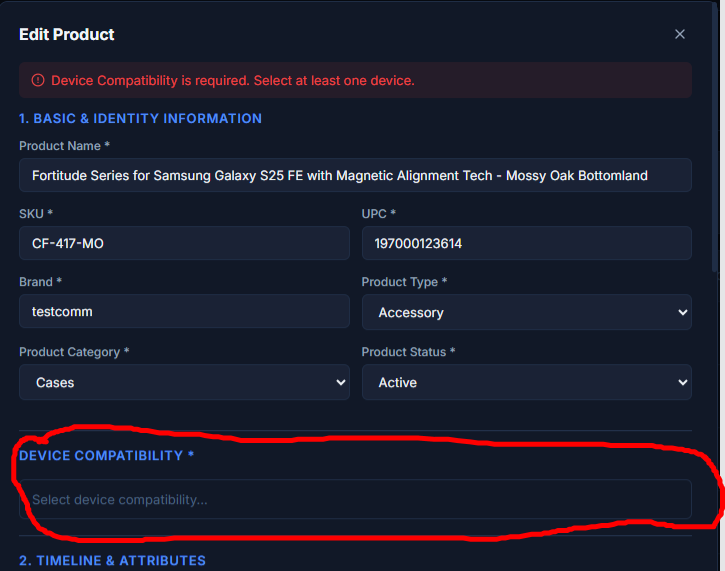 Edit Product
Device Compatibility is required. Select at least one device.
1. BASIC & IDENTITY INFORMATION
Product Name *
Fortitude Series for Samsung Galaxy S25 FE with Magnetic Alignment Tech - Mossy Oak Bottomland
SKU * UPC *
CF-417-MO 197000123614
Brand * Product Type *
testcomm Accessory
Product Category * Product Status *
Cases Active
DEVICE COMPATIBILITY *
Select device compatibility...
2. TIMELINE & ATTRIBUTES